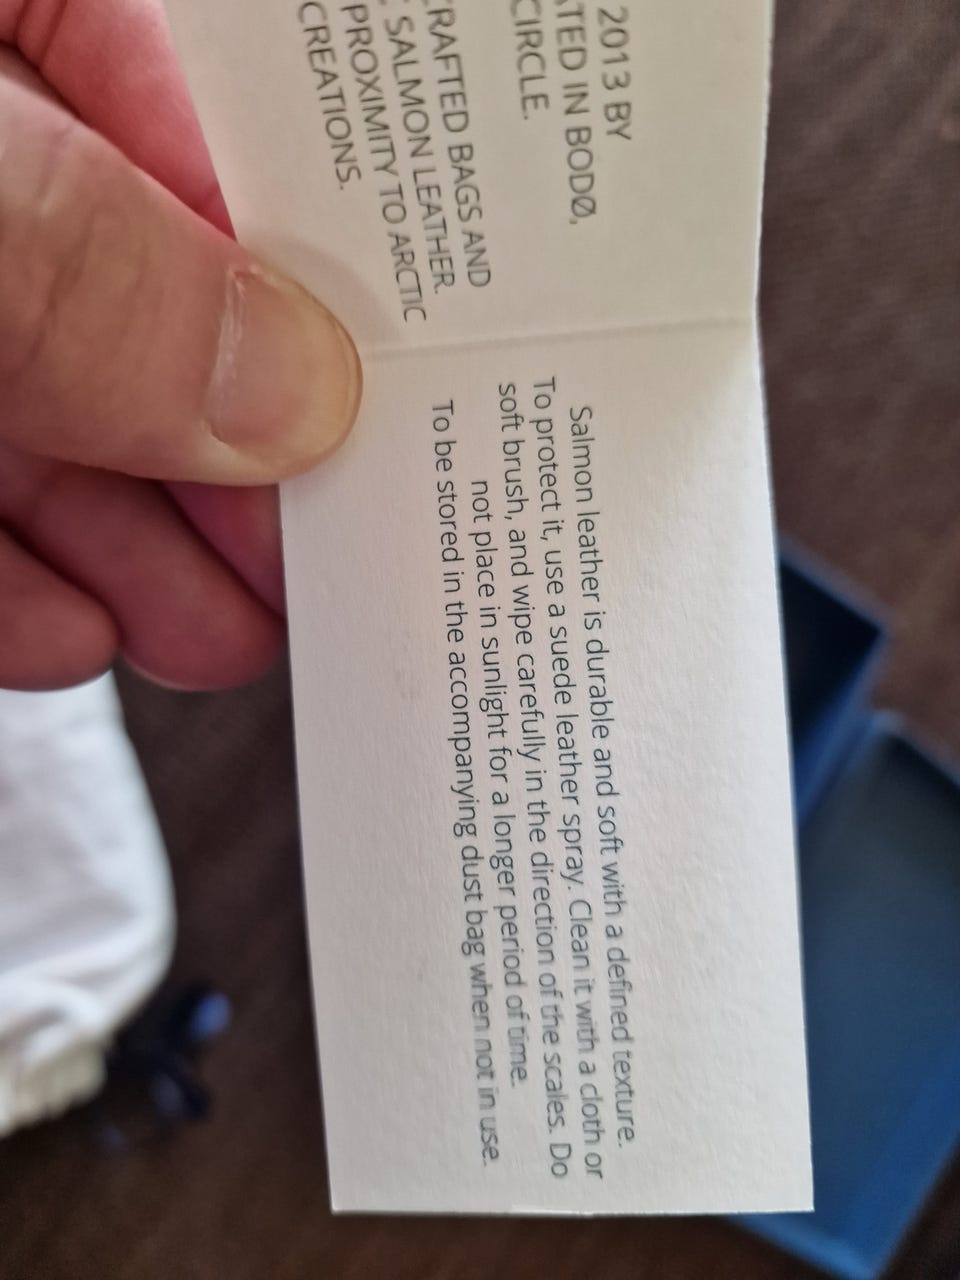 2013 BY
ATED IN BODØ,
CIRCLE.
CRAFTED BAGS AND
SALMON LEATHER.
PROXIMITY TO ARCTIC
CREATIONS.
Salmon leather is durable and soft with a defined texture.
To protect it, use a suede leather spray. Clean it with a cloth or
soft brush, and wipe carefully in the direction of the scales. Do
not place in sunlight for a longer period of time.
To be stored in the accompanying dust bag when not in use.